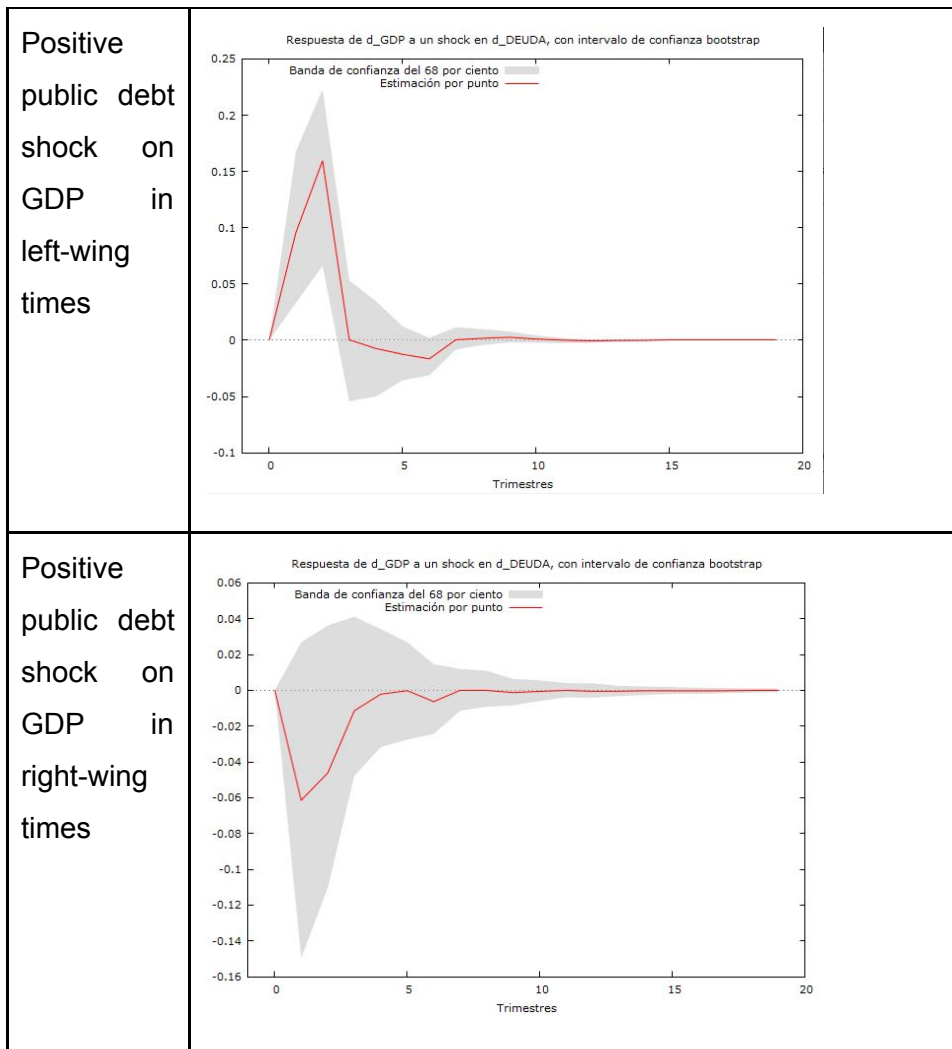 Positive
public debt
shock on
GDP in
left-wing
times
Respuesta de d_GDP a un shock en d_DEUDA, con intervalo de confianza bootstrap
Banda de confianza del 68 por ciento
Estimación por punto
0.25
0.2
0.15
0.1
0.05
0
-0.05
-0.1
0 5 10 15 20
Trimestres
Positive
public debt
shock on
GDP in
right-wing
times
Respuesta de d_GDP a un shock en d_DEUDA, con intervalo de confianza bootstrap
Banda de confianza del 68 por ciento
Estimación por punto
0.06
0.04
0.02
0
-0.02
-0.04
-0.06
-0.08
-0.1
-0.12
-0.14
-0.16
0 5 10 15 20
Trimestres